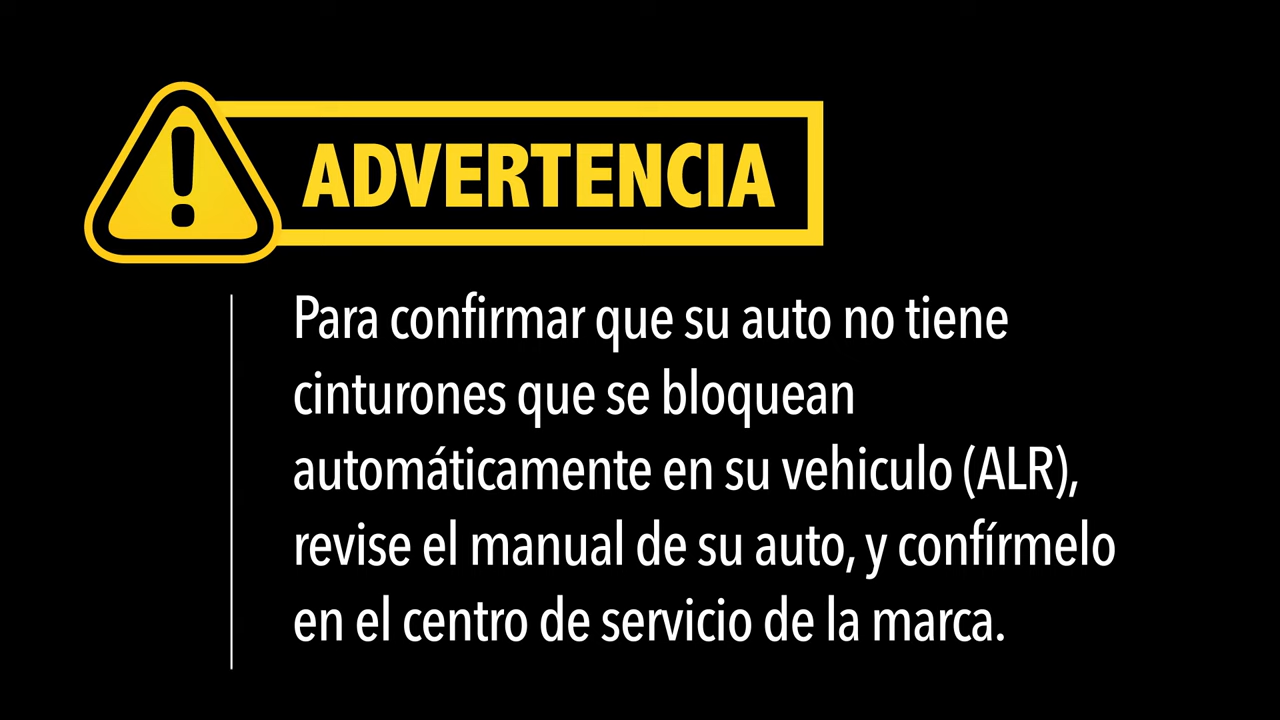 ADVERTENCIA
Para confirmar que su auto no tiene
cinturones que se bloquean
automáticamente en su vehiculo (ALR),
revise el manual de su auto, y confírmelo
en el centro de servicio de la marca.